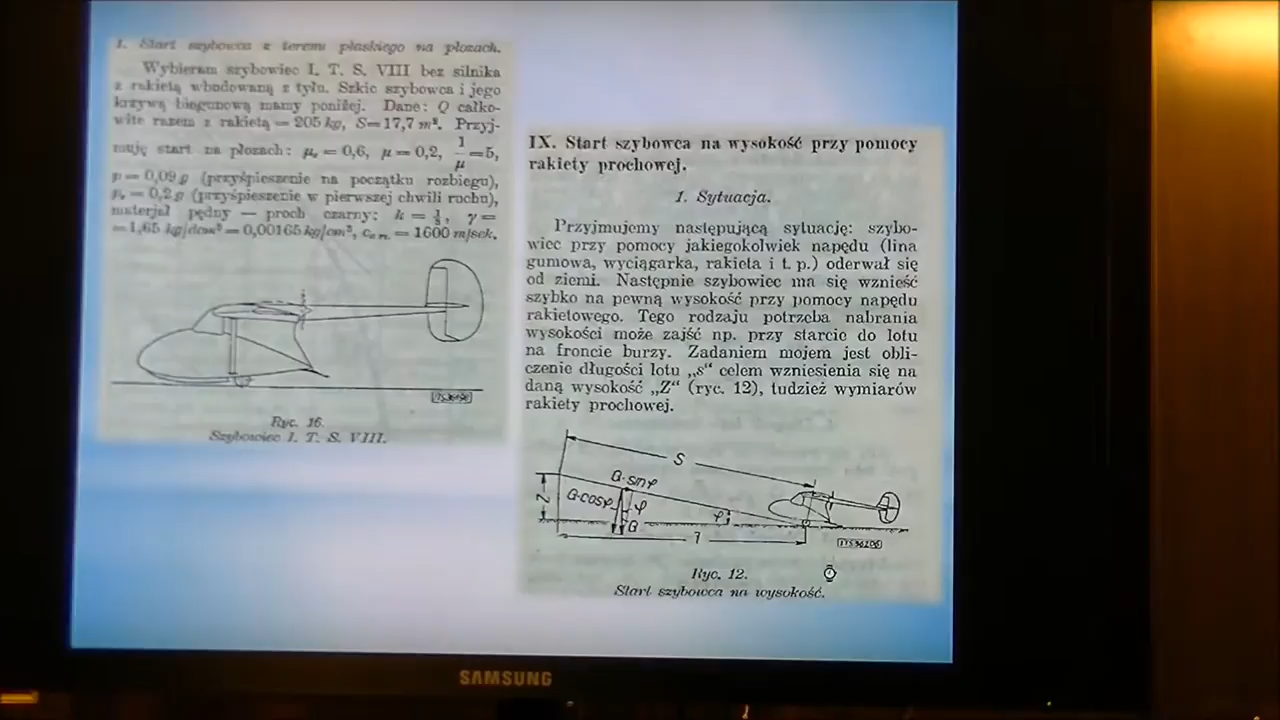 1. Start szybowca z terenu płaskiego na płozach.
Wybieram szybowiec I. T. S. VIII bez silnika
z rakietą wbudowaną z tyłu. Szkic szybowca i jego
krzywą biegunową mamy poniżej. Dane: Q całko-
wite razem z rakietą = 205 kg, S=17,7 m². Przyj-
muję start na płozach: μₛ = 0,6, μ = 0,2, 1/μ =5,
p = 0,09 g (przyśpieszenie na początku rozbiegu),
= 0,2 g (przyśpieszenie w pierwszej chwili ruchu),
materjał pędny — proch czarny: k = γ =
= 1,65 kg/dcm³ = 0,00165 kg/cm³, = 1600 m/sek.
Ryc. 16.
Szybowiec I. T. S. VIII.
IX. Start szybowca na wysokość przy pomocy
rakiety prochowej.
1. Sytuacja.
Przyjmujemy następującą sytuację: szybo-
wiec przy pomocy jakiegokolwiek napędu (lina
gumowa, wyciągarka, rakieta i t. p.) oderwał się
od ziemi. Następnie szybowiec ma się wznieść
szybko na pewną wysokość przy pomocy napędu
rakietowego. Tego rodzaju potrzeba nabrania
wysokości może zajść np. przy starcie do lotu
na froncie burzy. Zadaniem mojem jest obli-
czenie długości lotu „s“ celem wzniesienia się na
daną wysokość „Z“ (ryc. 12), tudzież wymiarów
rakiety prochowej.
S
Q·sinφ
Q·cosφ
φ
φ
Z
Q
Ryc. 12.
Start szybowca na wysokość.
SAMSUNG